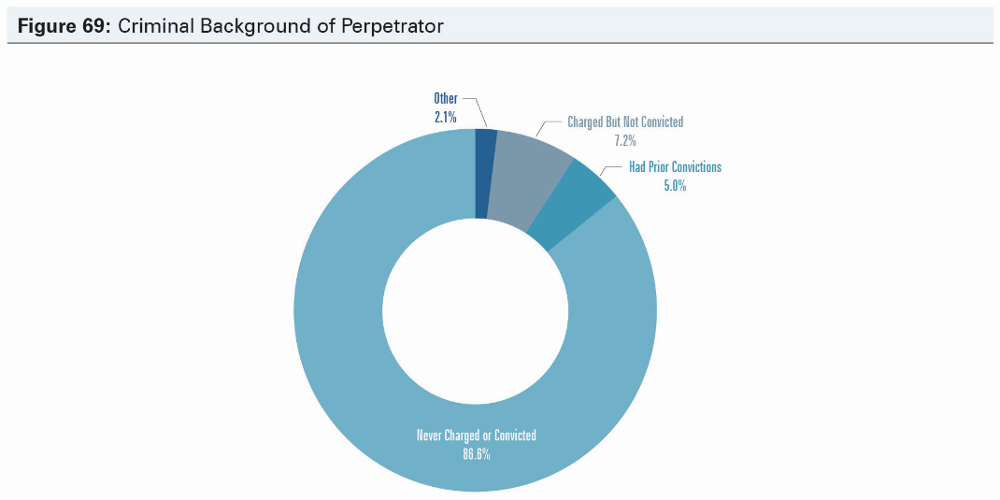 Figure 69: Criminal Background of Perpetrator
Other
2.1%
Charged But Not Convicted
7.2%
Had Prior Convictions
5.0%
Never Charged or Convicted
86.6%